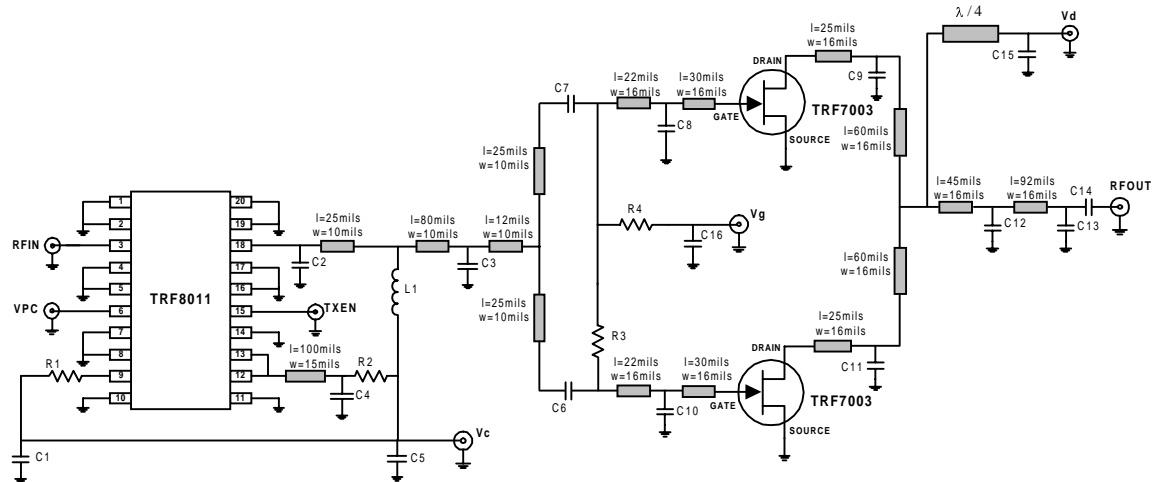 λ/4
Vd
C15
l=25mils
w=16mils
DRAIN
C9
C7
l=22mils
w=16mils
l=30mils
w=16mils
C8
GATE
TRF7003
SOURCE
l=60mils
w=16mils
l=25mils
w=10mils
l=45mils
w=16mils
l=92mils
w=16mils
C14
RFOUT
C12
C13
R4
Vg
C16
1
20
2
19
RFIN
3
18
l=25mils
w=10mils
l=80mils
w=10mils
l=12mils
w=10mils
C2
C3
4
17
5
16
TRF8011
L1
VPC
6
15
TXEN
7
14
8
13
R1
9
12
l=100mils
w=15mils
R2
C4
10
11
l=25mils
w=10mils
R3
l=60mils
w=16mils
l=25mils
w=16mils
DRAIN
C11
l=22mils
w=16mils
l=30mils
w=16mils
C6
C10
GATE
TRF7003
SOURCE
Vc
C1
C5